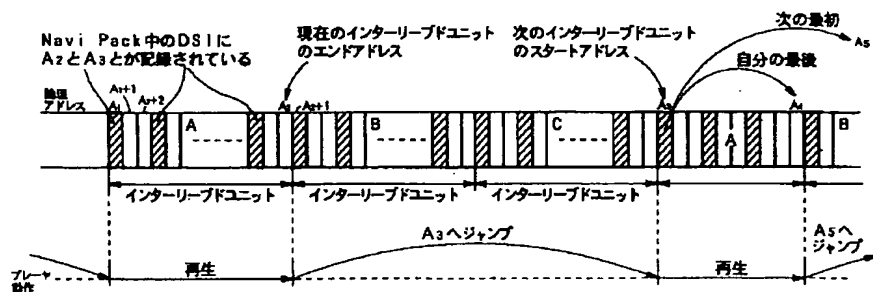 Navi Pack中のDSIに
A2とA3とが記録されている
現在のインターリーブドユニット
のエンドアドレス
次のインターリーブドユニット
のスタートアドレス
次の最初
A5
自分の最後
論理
アドレス
A1
A1+1
A1+2
A2
A2+1
A3
A4
A
B
C
A
B
インターリーブドユニット
インターリーブドユニット
インターリーブドユニット
A3へジャンプ
A5へ
ジャンプ
プレーヤ
動作
再生
再生